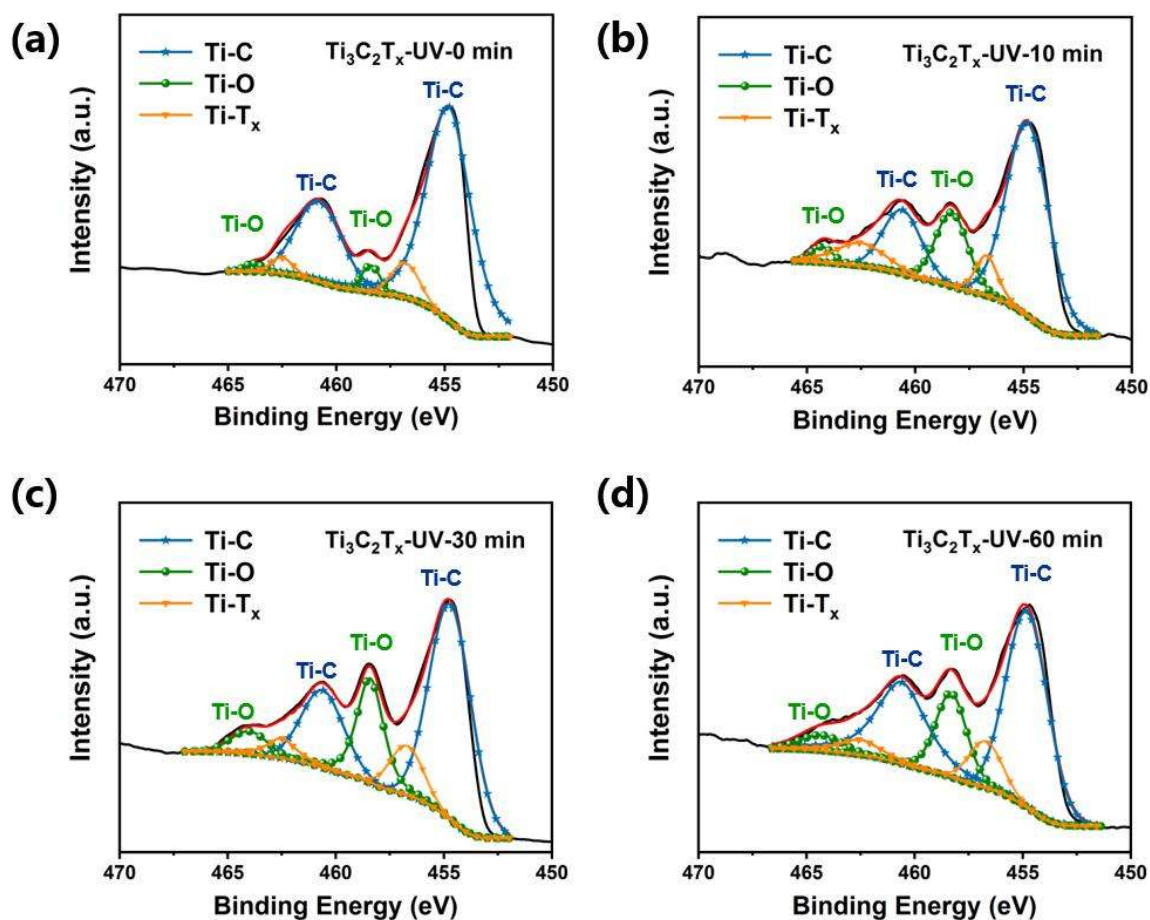 (a)
Ti-C
Ti-O
Ti-Tₓ
Ti₃C₂Tₓ-UV-0 min
Ti-C
Ti-C
Ti-O
Ti-O
Intensity (a.u.)
470 465 460 455 450
Binding Energy (eV)
(b)
Ti-C
Ti-O
Ti-Tₓ
Ti₃C₂Tₓ-UV-10 min
Ti-C
Ti-C
Ti-O
Ti-O
Intensity (a.u.)
470 465 460 455 450
Binding Energy (eV)
(c)
Ti-C
Ti-O
Ti-Tₓ
Ti₃C₂Tₓ-UV-30 min
Ti-C
Ti-O
Ti-C
Ti-O
Intensity (a.u.)
470 465 460 455 450
Binding Energy (eV)
(d)
Ti-C
Ti-O
Ti-Tₓ
Ti₃C₂Tₓ-UV-60 min
Ti-C
Ti-O
Ti-C
Ti-O
Intensity (a.u.)
470 465 460 455 450
Binding Energy (eV)